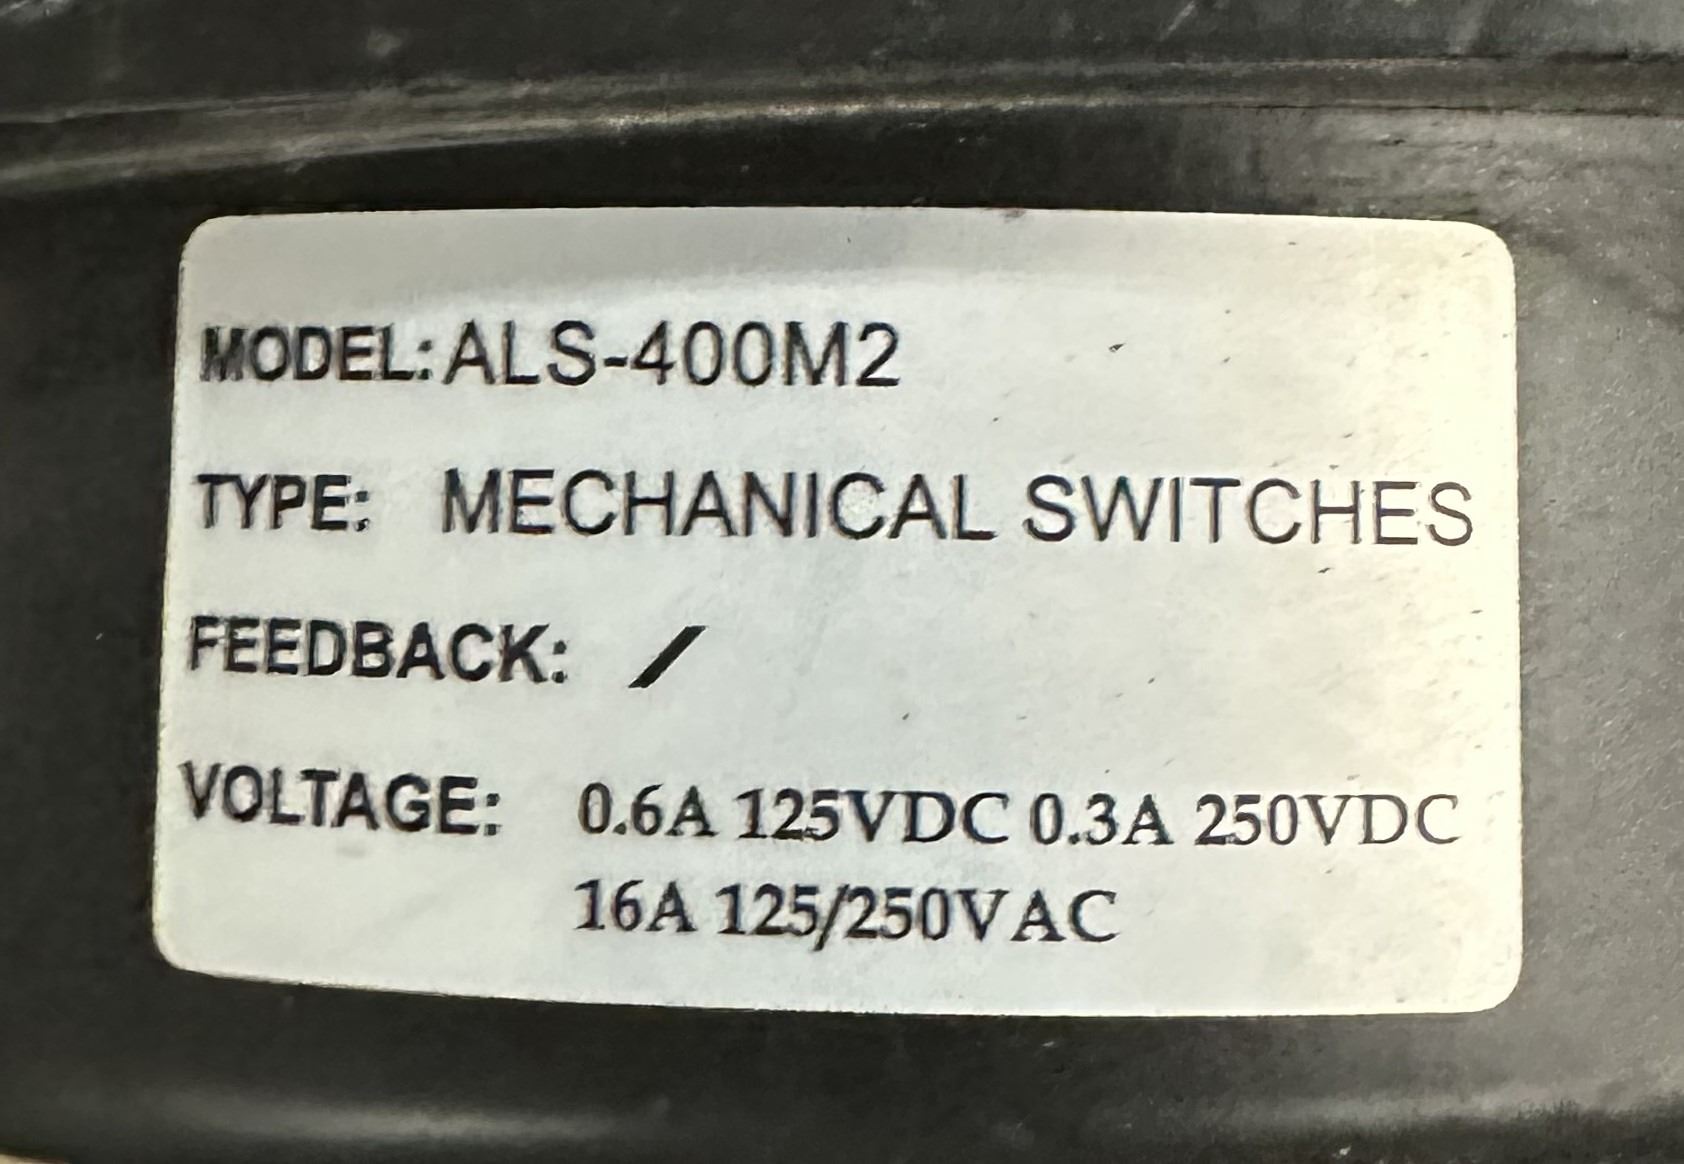 MODEL: ALS-400M2
TYPE: MECHANICAL SWITCHES
FEEDBACK: /
VOLTAGE: 0.6A 125VDC 0.3A 250VDC
16A 125/250VAC